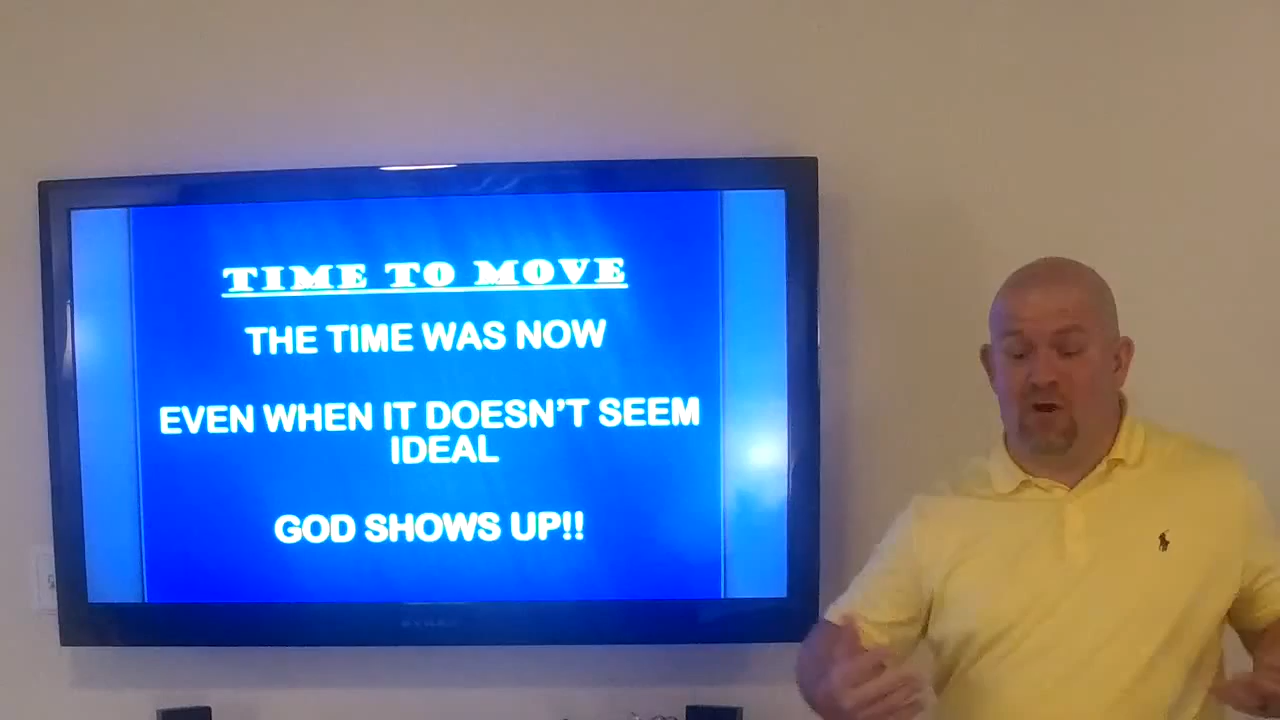 TIME TO MOVE
THE TIME WAS NOW
EVEN WHEN IT DOESN'T SEEM
IDEAL
GOD SHOWS UP!!